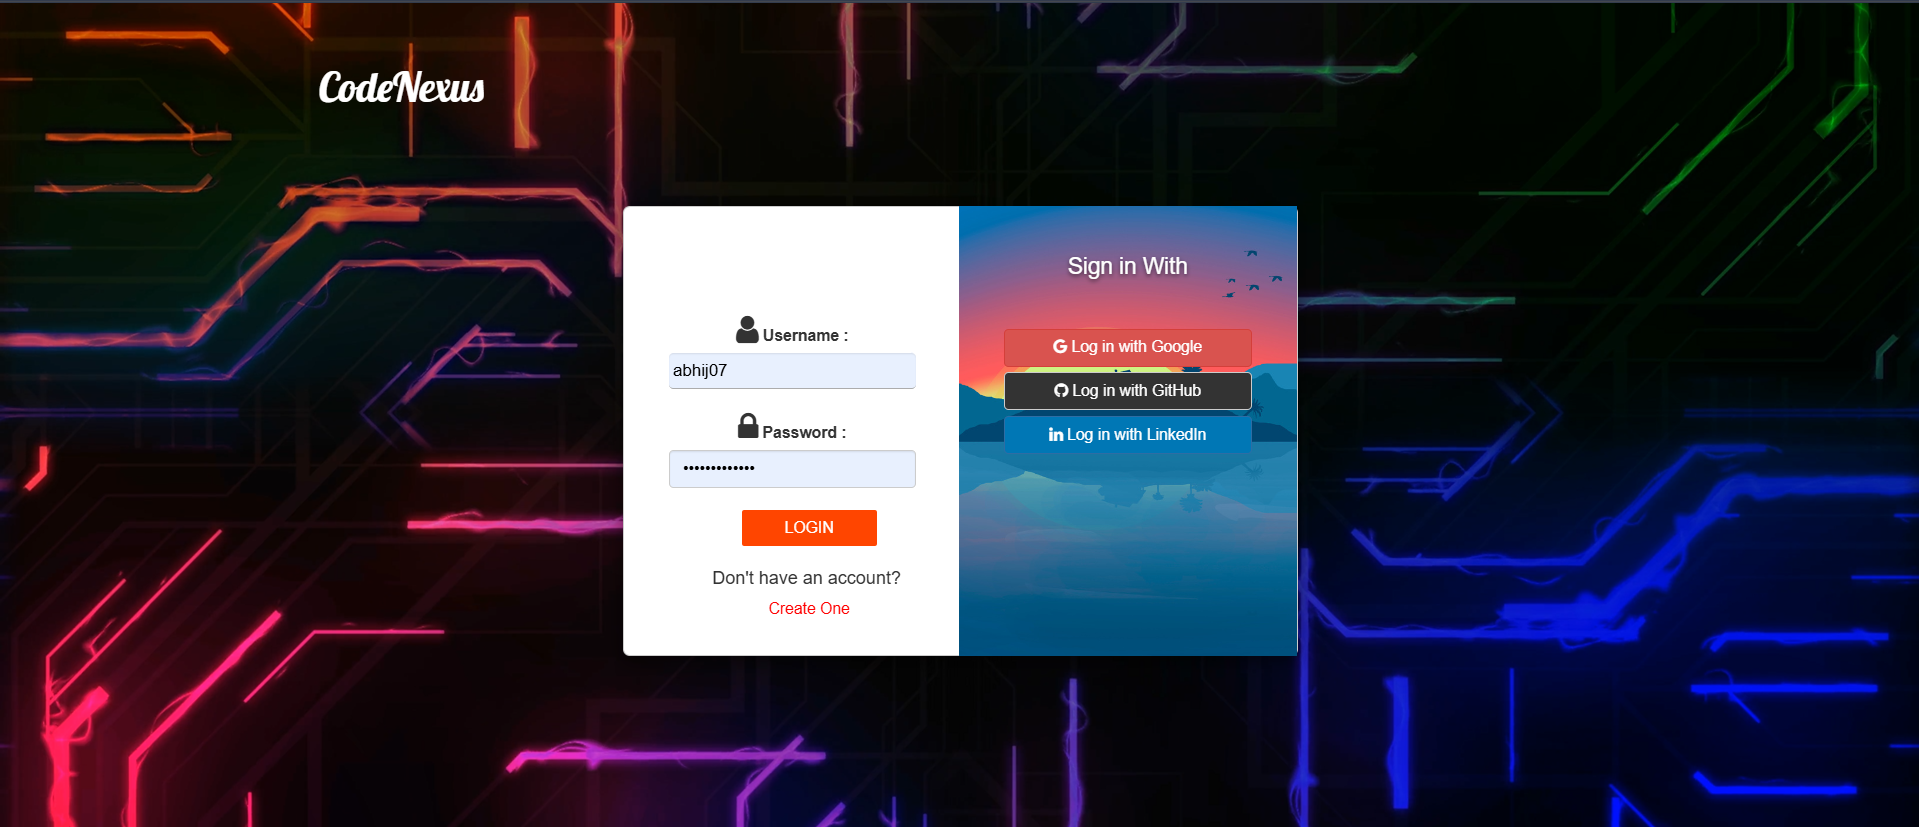 CodeNexus
Username :
abhij07
Password :
•••••••••••••
LOGIN
Don't have an account?
Create One
Sign in With
Log in with Google
Log in with GitHub
Log in with LinkedIn